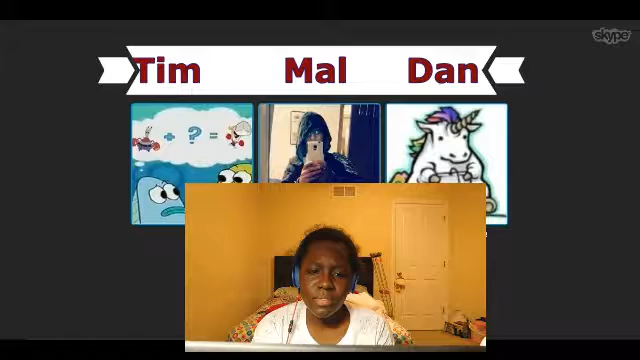 skype
Tim Mal Dan
+ ? =